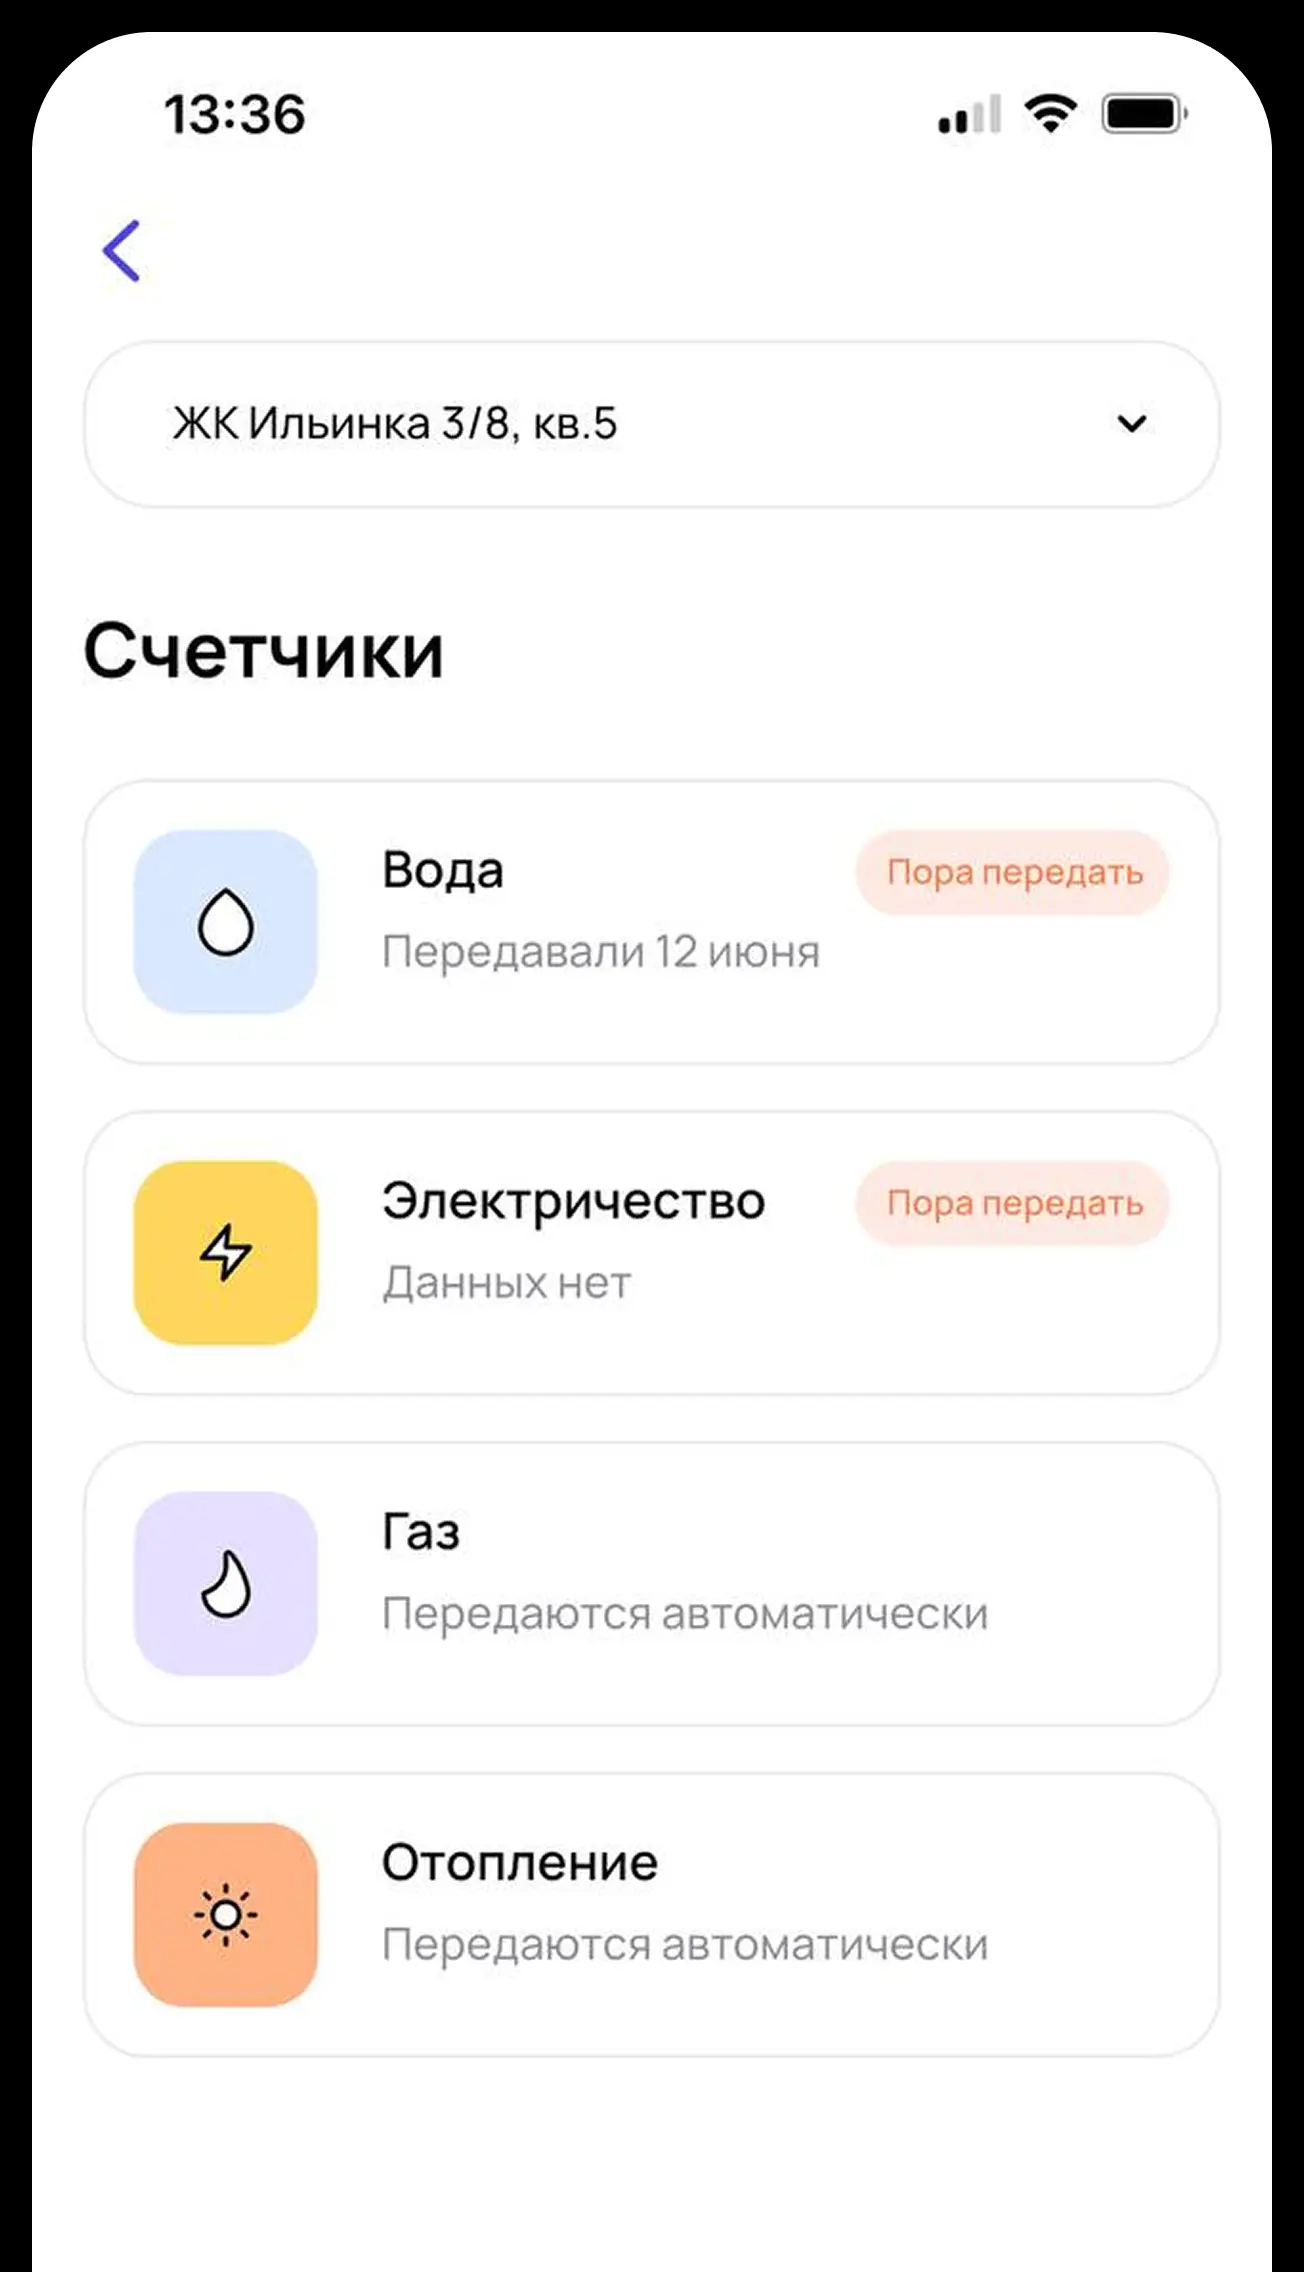 13:36
ЖК Ильинка 3/8, кв.5
Счетчики
Вода
Пора передать
Передавали 12 июня
Электричество
Пора передать
Данных нет
Газ
Передаются автоматически
Отопление
Передаются автоматически